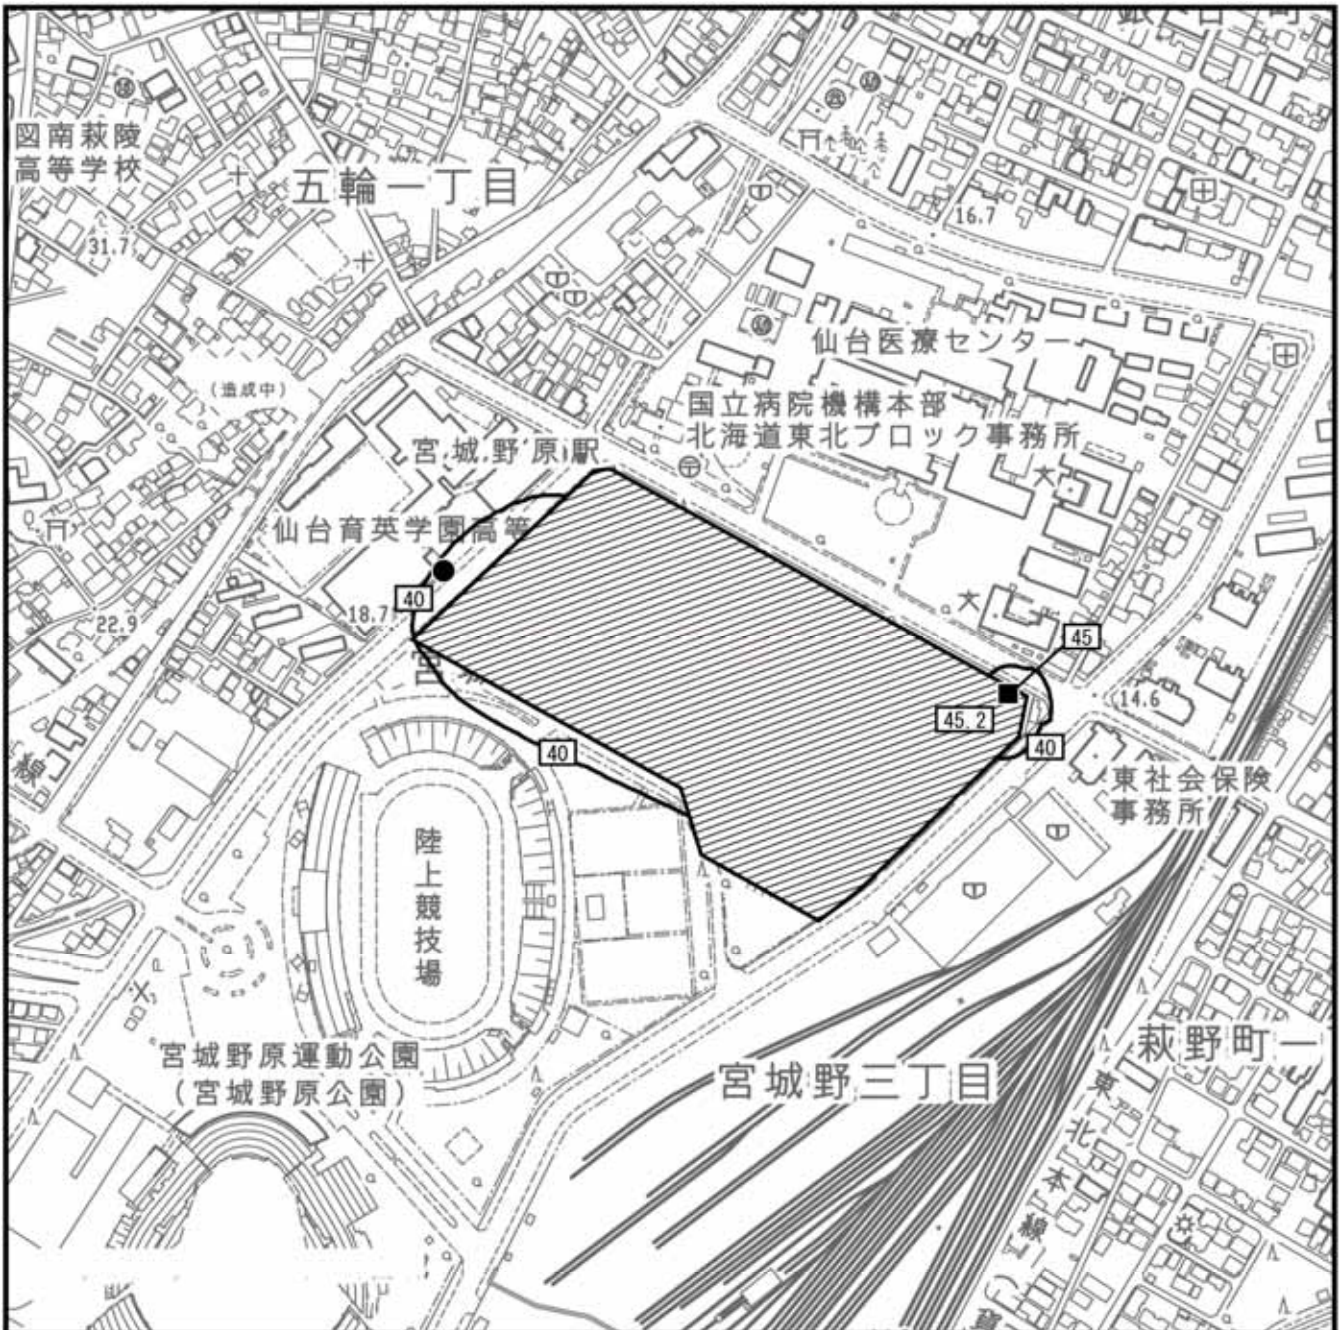 図南萩陵
高等学校
五輪一丁目
31.7
16.7
(造成中)
仙台医療センター
国立病院機構本部
北海道東北ブロック事務所
宮城野原駅
仙台育英学園高等
40
18.7
22.9
宮
45
45.2
14.6
40
40
東社会保険
事務所
線
陸上競技場
宮城野原運動公園
(宮城野原公園)
宮城野三丁目
萩野町一
東北本線